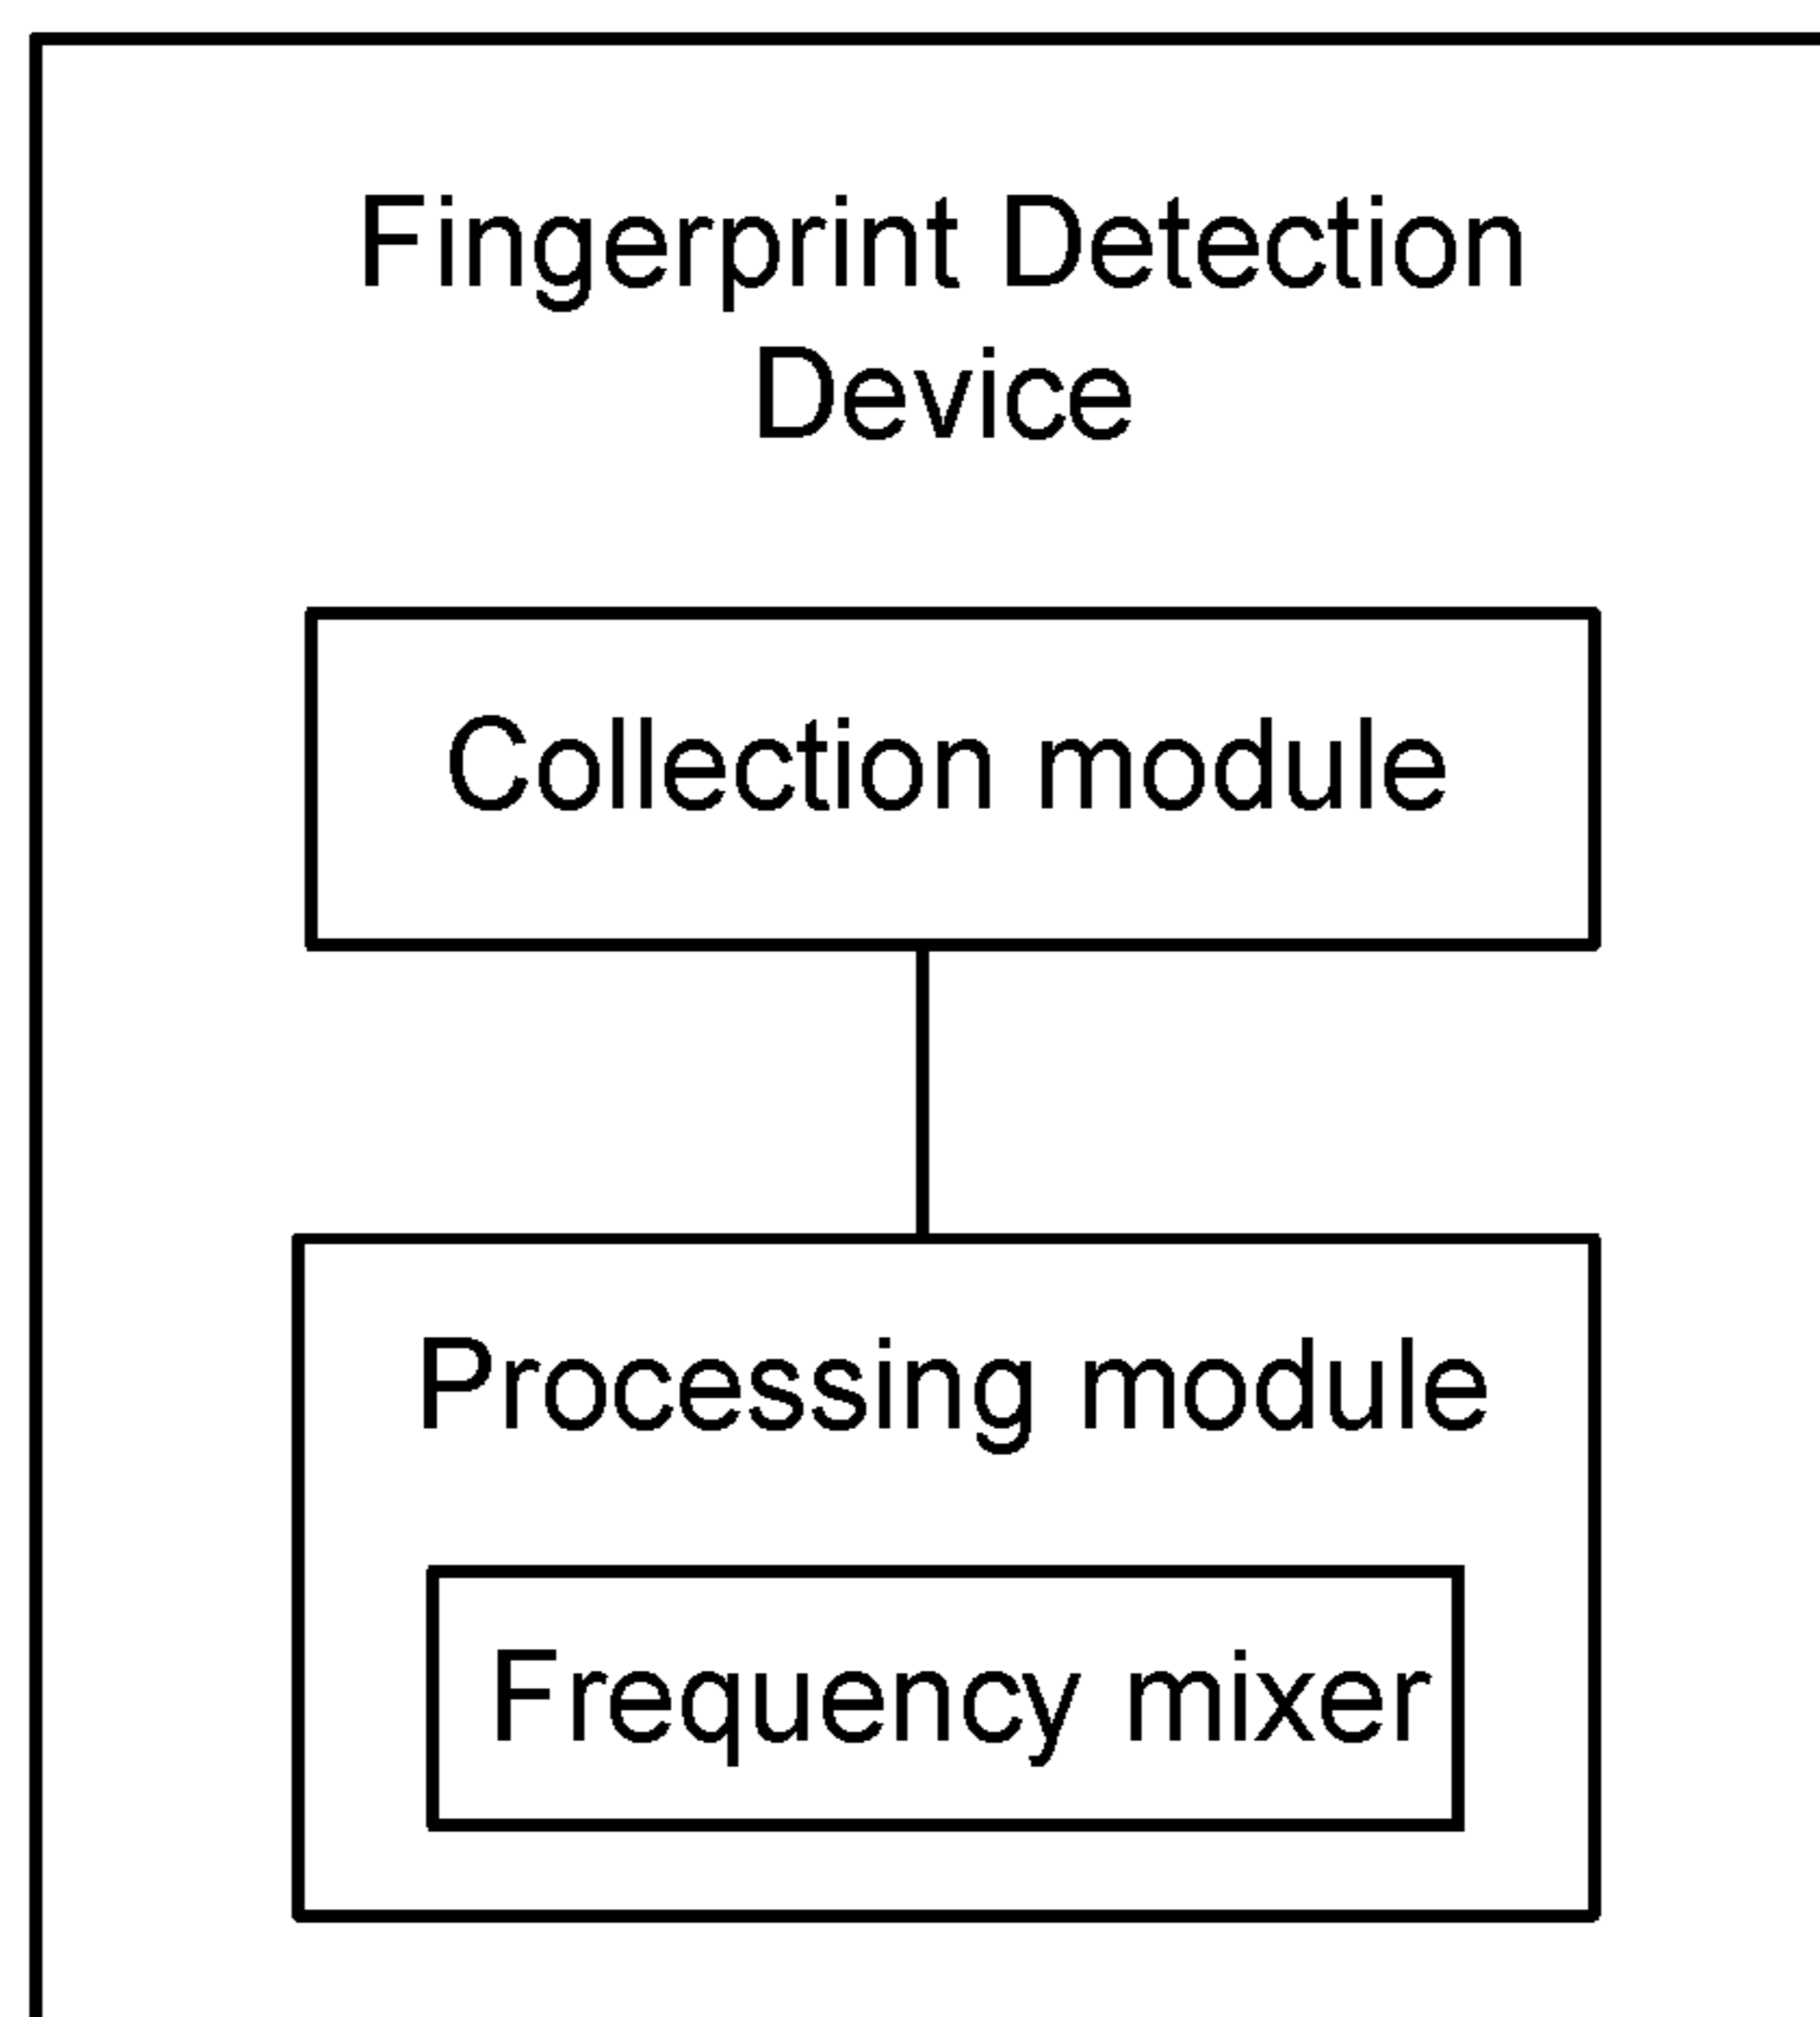 Fingerprint Detection
Device
Collection module
Processing module
Frequency mixer